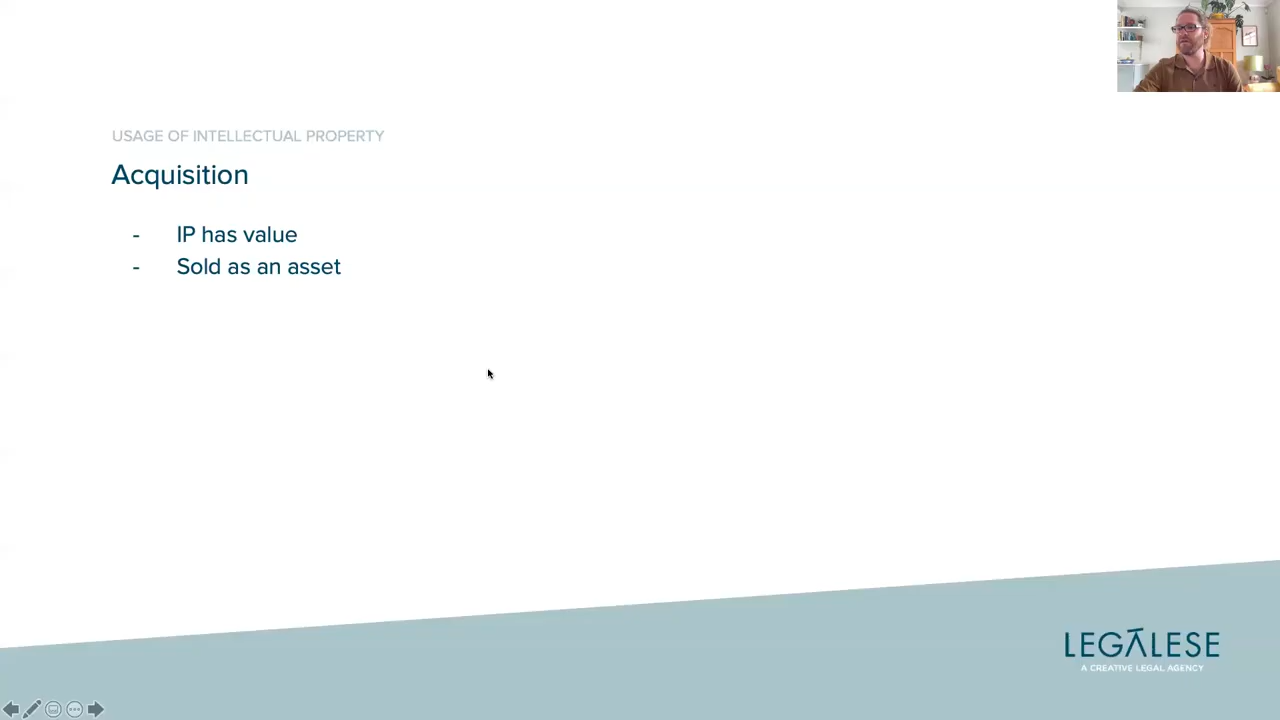 USAGE OF INTELLECTUAL PROPERTY
Acquisition
- IP has value
- Sold as an asset
LEGALESE
A CREATIVE LEGAL AGENCY